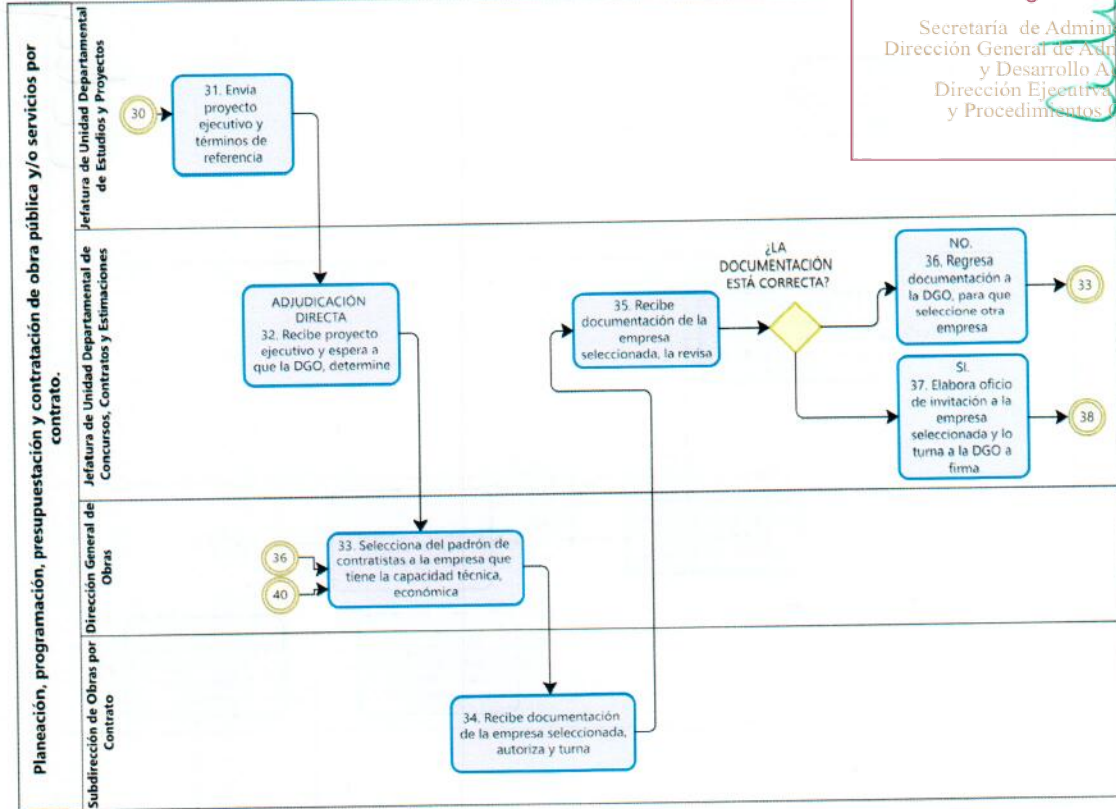 Planeación, programación, presupuestación y contratación de obra pública y/o servicios por
contrato.
Secretaría de
Dirección General de
y Desarrollo
Dirección Ejecutiva
y Procedimientos
Jefatura de Unidad Departamental
de Estudios y Proyectos
30
31. Envía
proyecto
ejecutivo y
términos de
referencia
Jefatura de Unidad Departamental de
Concursos, Contratos y Estimaciones
ADJUDICACIÓN
DIRECTA
32. Recibe proyecto
ejecutivo y espera a
que la DGO, determine
35. Recibe
documentación de la
empresa
seleccionada, la revisa
¿LA
DOCUMENTACIÓN
ESTÁ CORRECTA?
NO.
36. Regresa
documentación a
la DGO, para que
seleccione otra
empresa
33
SI.
37. Elabora oficio
de invitación a la
empresa
seleccionada y lo
turna a la DGO a
firma
38
Dirección General de
Obras
36
40
33. Selecciona del padrón de
contratistas a la empresa que
tiene la capacidad técnica,
económica
Subdirección de Obras por
Contrato
34. Recibe documentación
de la empresa seleccionada,
autoriza y turna